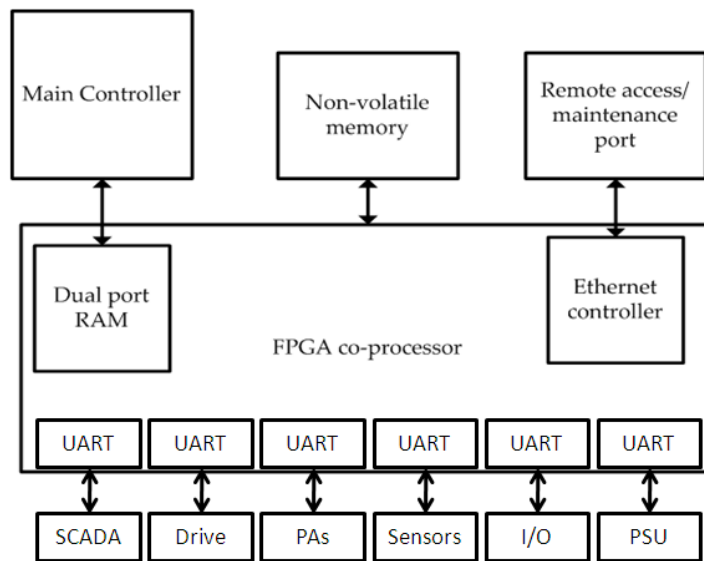 Main Controller
Non-volatile
memory
Remote access/
maintenance
port
Dual port
RAM
Ethernet
controller
FPGA co-processor
UART
UART
UART
UART
UART
UART
SCADA
Drive
PAs
Sensors
I/O
PSU